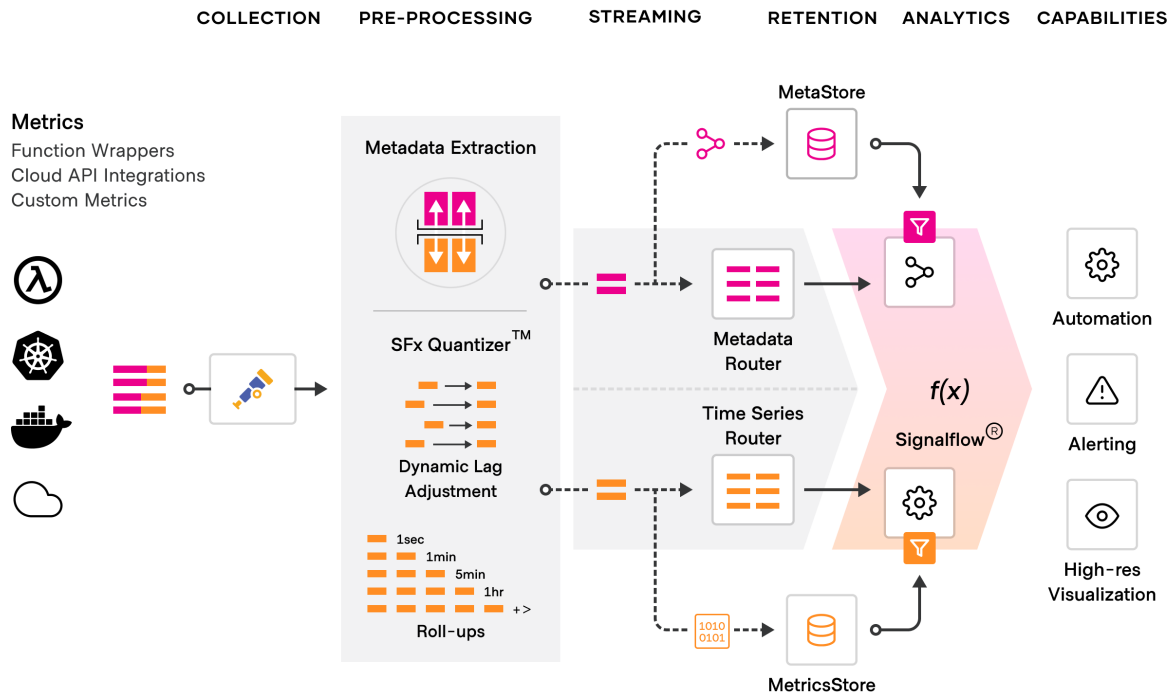 COLLECTION
PRE-PROCESSING
STREAMING
RETENTION
ANALYTICS
CAPABILITIES
Metrics
Function Wrappers
Cloud API Integrations
Custom Metrics
Metadata Extraction
SFx Quantizer™
Dynamic Lag
Adjustment
1sec
1min
5min
1hr
+>
Roll-ups
MetaStore
Metadata
Router
Time Series
Router
1010
0101
MetricsStore
f(x)
Signalflow®
Automation
Alerting
High-res
Visualization